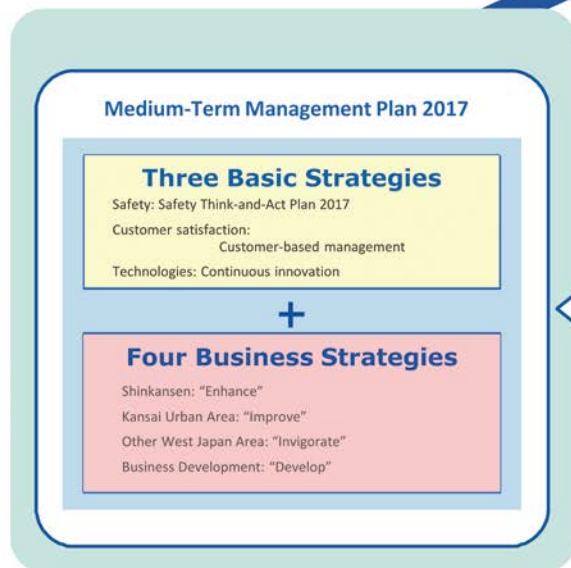 Medium-Term Management Plan 2017
Three Basic Strategies
Safety: Safety Think-and-Act Plan 2017
Customer satisfaction:
Customer-based management
Technologies: Continuous innovation
+
Four Business Strategies
Shinkansen: “Enhance”
Kansai Urban Area: “Improve”
Other West Japan Area: “Invigorate”
Business Development: “Develop”